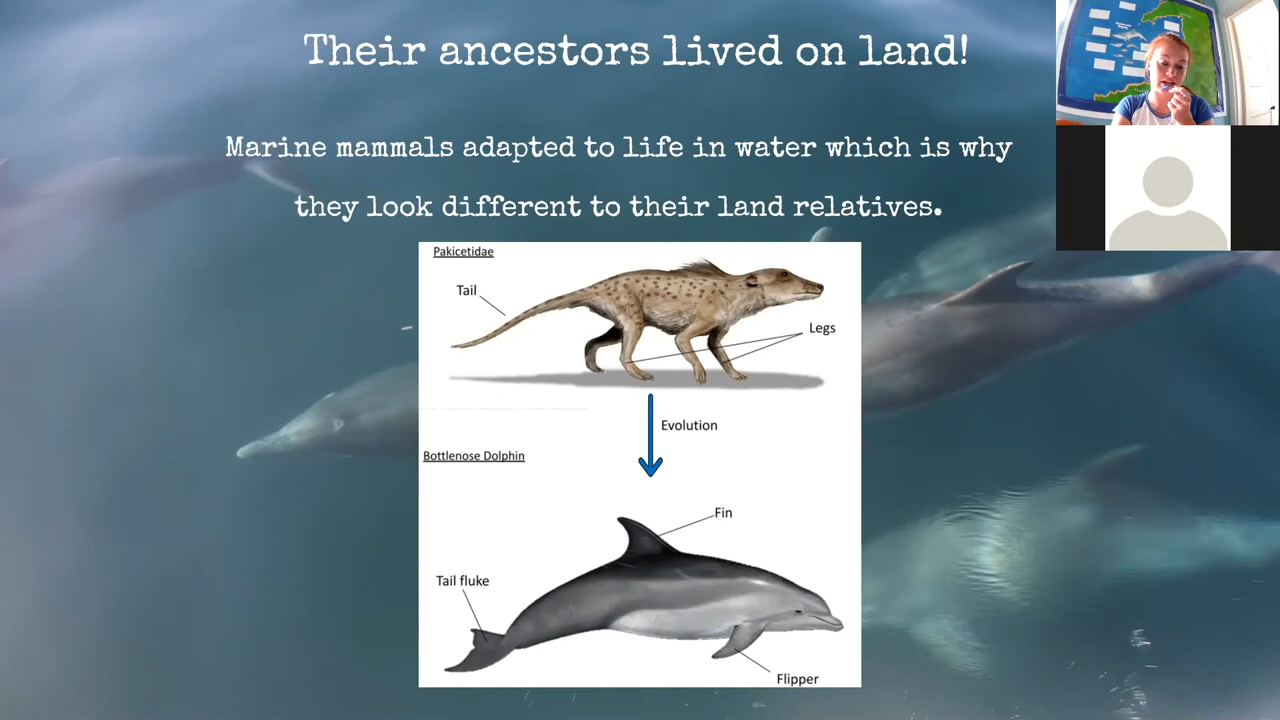 Their ancestors lived on land!
Marine mammals adapted to life in water which is why
they look different to their land relatives.
Pakicetidae
Tail
Legs
Evolution
Bottlenose Dolphin
Fin
Tail fluke
Flipper